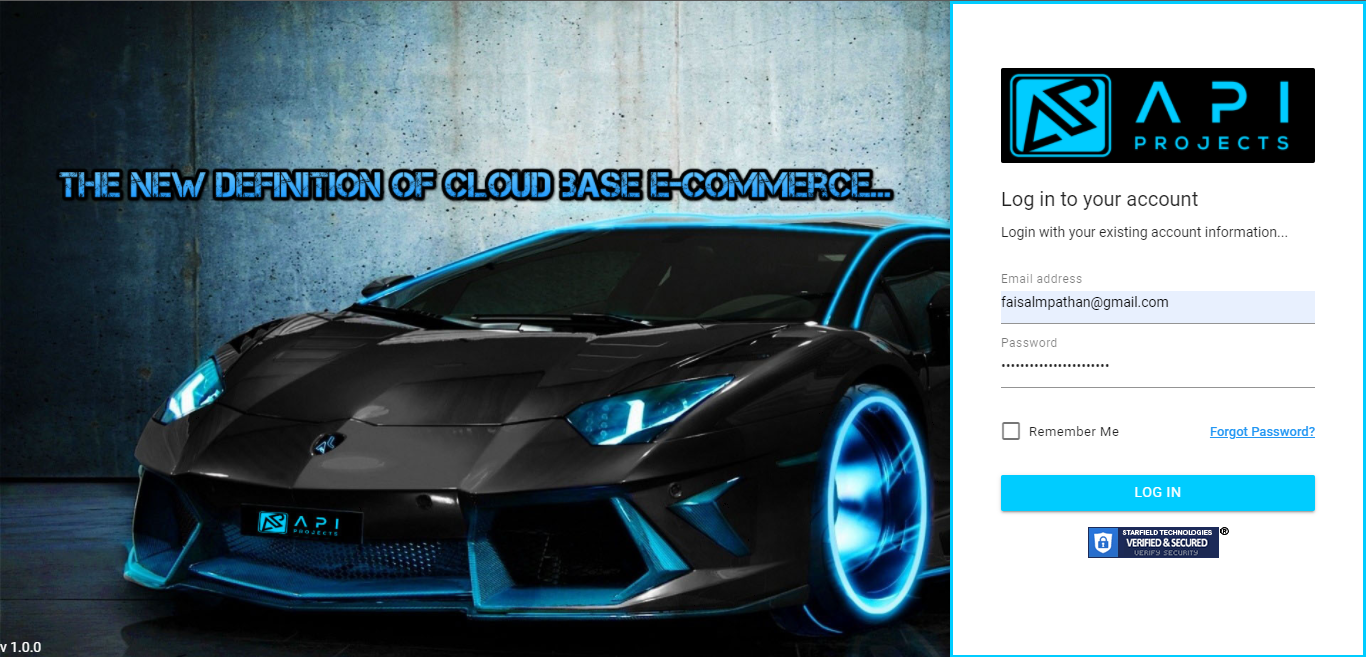 THE NEW DEFINITION OF CLOUD BASE E-COMMERCE...
API
PROJECTS
v 1.0.0
API
PROJECTS
Log in to your account
Login with your existing account information...
Email address
faisalmpathan@gmail.com
Password
•••••••••••••••••••••••
Remember Me
Forgot Password?
LOG IN
STARFIELD TECHNOLOGIES ®
VERIFIED & SECURED
VERIFY SECURITY